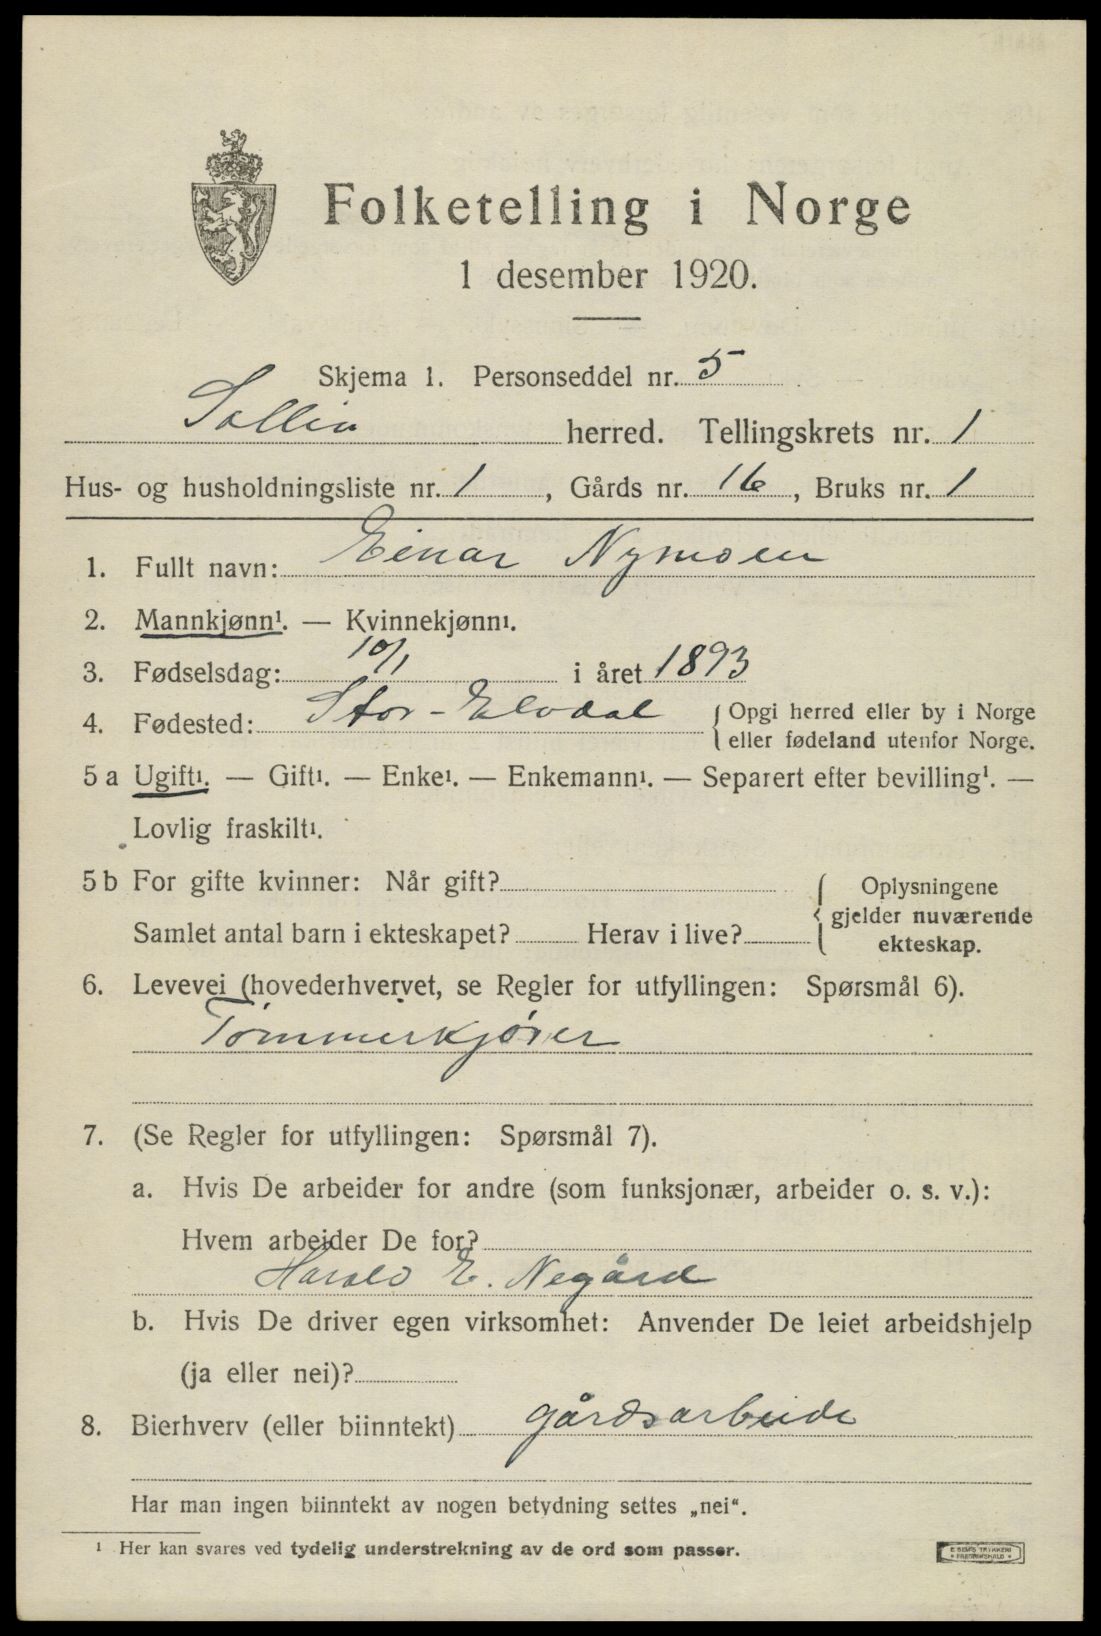 Folketelling i Norge
1 desember 1920.
Skjema 1. Personseddel nr. 5
Sollia herred. Tellingskrets nr. 1
Hus- og husholdningsliste nr. 1, Gårds nr. 16, Bruks nr. 1
1. Fullt navn: Einar Nymoen
2. Mannkjønn¹. — Kvinnekjønn¹.
3. Fødselsdag: 10/1 i året 1893
4. Fødested: Stor-Elvdal { Opgi herred eller by i Norge
eller fødeland utenfor Norge.
5 a Ugift¹. — Gift¹. — Enke¹. — Enkemann¹. — Separert efter bevilling¹. —
Lovlig fraskilt¹.
5 b For gifte kvinner: Når gift? { Oplysningene
gjelder nuværende
Samlet antal barn i ekteskapet? Herav i live?
ekteskap.
6. Levevei (hovederhvervet, se Regler for utfyllingen: Spørsmål 6).
Tømmerkjører
7. (Se Regler for utfyllingen: Spørsmål 7).
a. Hvis De arbeider for andre (som funksjonær, arbeider o. s. v.):
Hvem arbeider De for?
Harald E. Negård
b. Hvis De driver egen virksomhet: Anvender De leiet arbeidshjelp
(ja eller nei)?
8. Bierhverv (eller biinntekt) gårdsarbeide
Har man ingen biinntekt av nogen betydning settes „nei“.
¹ Her kan svares ved tydelig understrekning av de ord som passer.
E SEM'S TRYKKERI
FREDRIKSHALD